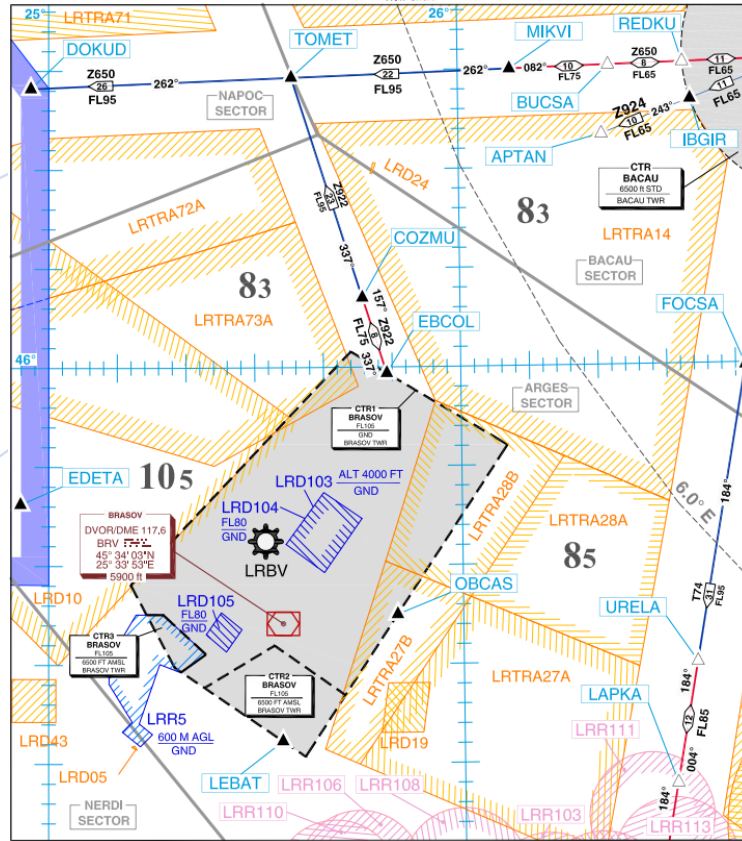 25°
26°
LRTRA71
DOKUD
TOMET
MIKVI
REDKU
Z650
262°
26
FL95
Z650
22
FL95
262°
082°
10
FL75
Z650
8
FL65
11
FL65
BUCSA
NAPOC
SECTOR
Z924
243°
10
FL65
11
FL65
APTAN
IBGIR
LRD24
CTR
BACAU
6500 ft STD
BACAU TWR
LRTRA72A
Z922
23
FL95
337°
83
LRTRA14
COZMU
BACAU
SECTOR
83
LRTRA73A
157°
Z922
6
FL75
337°
EBCOL
FOCSA
46°
ARGES
SECTOR
CTR1
BRASOV
FL105
GND
BRASOV TWR
105
EDETA
LRD103
ALT 4000 FT
GND
LRD104
FL80
GND
LRTRA28B
LRTRA28A
184°
6.0° E
BRASOV
DVOR/DME 117,6
BRV
45° 34' 03"N
25° 33' 53"E
5900 ft
LRBV
85
OBCAS
T74
31
FL95
LRD10
LRD105
FL80
GND
URELA
CTR3
BRASOV
FL105
6500 FT AMSL
BRASOV TWR
LRTRA27B
LRTRA27A
184°
CTR2
BRASOV
FL105
6500 FT AMSL
BRASOV TWR
LAPKA
LRR5
600 M AGL
GND
LRD43
LRD05
LRD19
LRR111
12
FL85
004°
184°
LEBAT
NERDI
SECTOR
LRR106
LRR108
LRR110
LRR103
LRR113